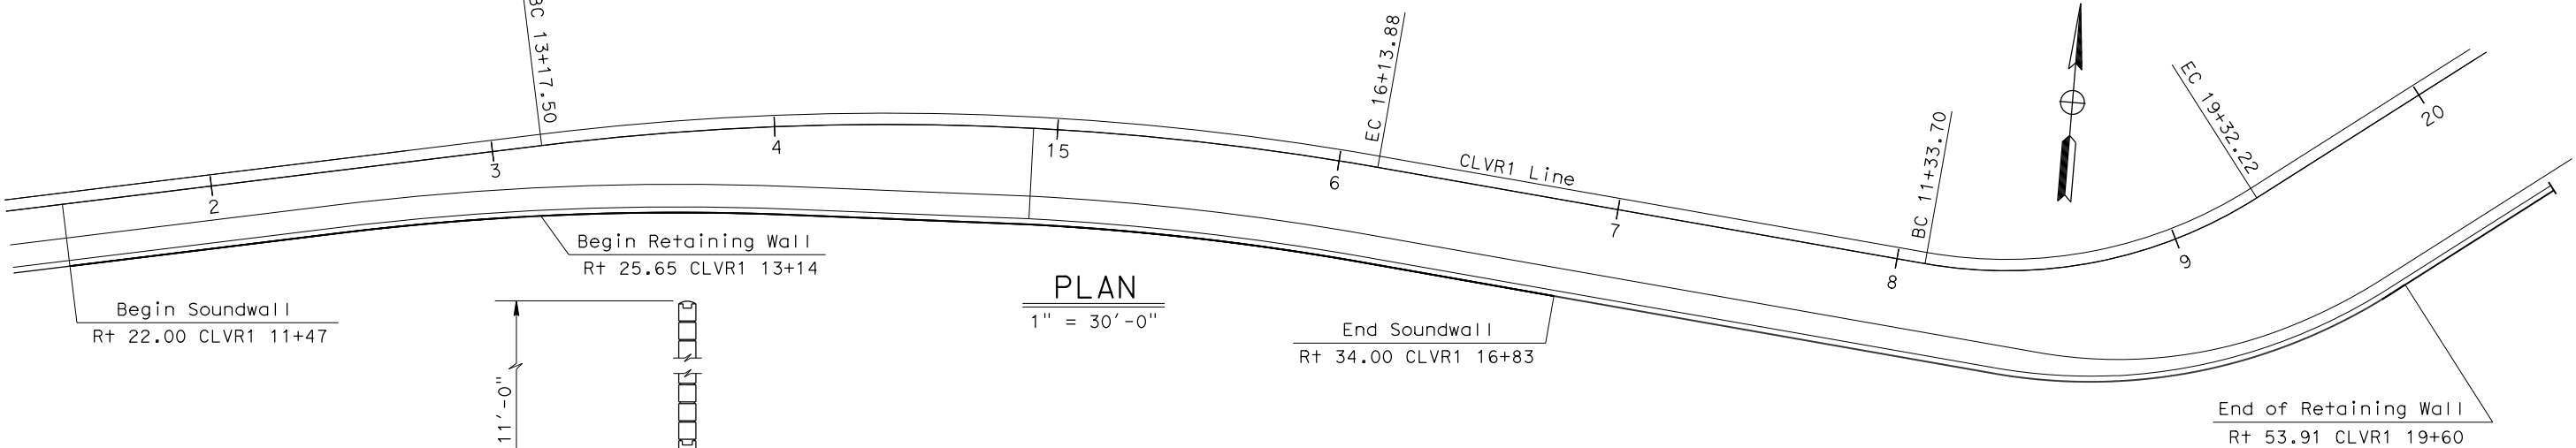 BC 13+17.50
EC 16+13.88
EC 19+32.22
BC 11+33.70
CLVR1 Line
2
3
4
15
6
7
8
9
20
Begin Soundwall
Rt 22.00 CLVR1 11+47
Begin Retaining Wall
Rt 25.65 CLVR1 13+14
PLAN
1" = 30'-0"
End Soundwall
Rt 34.00 CLVR1 16+83
End of Retaining Wall
Rt 53.91 CLVR1 19+60
11'-0"